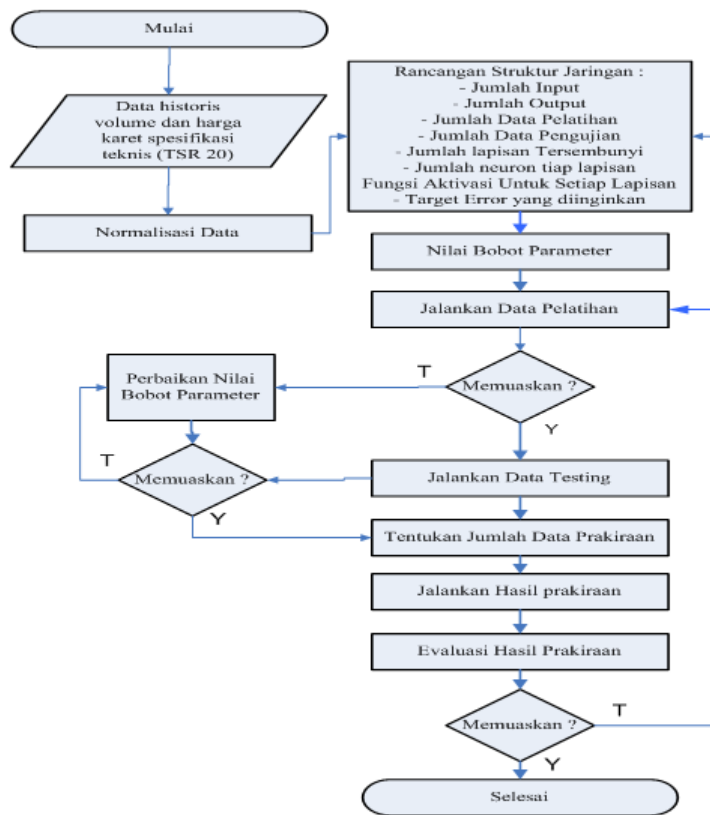 Mulai
Data historis
volume dan harga
karet spesifikasi
teknis (TSR 20)
Normalisasi Data
Rancangan Struktur Jaringan :
- Jumlah Input
- Jumlah Output
- Jumlah Data Pelatihan
- Jumlah Data Pengujian
- Jumlah lapisan Tersembunyi
- Jumlah neuron tiap lapisan
Fungsi Aktivasi Untuk Setiap Lapisan
- Target Error yang diinginkan
Nilai Bobot Parameter
Jalankan Data Pelatihan
Memuaskan ?
T
Y
Perbaikan Nilai
Bobot Parameter
Memuaskan ?
T
Y
Jalankan Data Testing
Tentukan Jumlah Data Prakiraan
Jalankan Hasil prakiraan
Evaluasi Hasil Prakiraan
Memuaskan ?
T
Y
Selesai